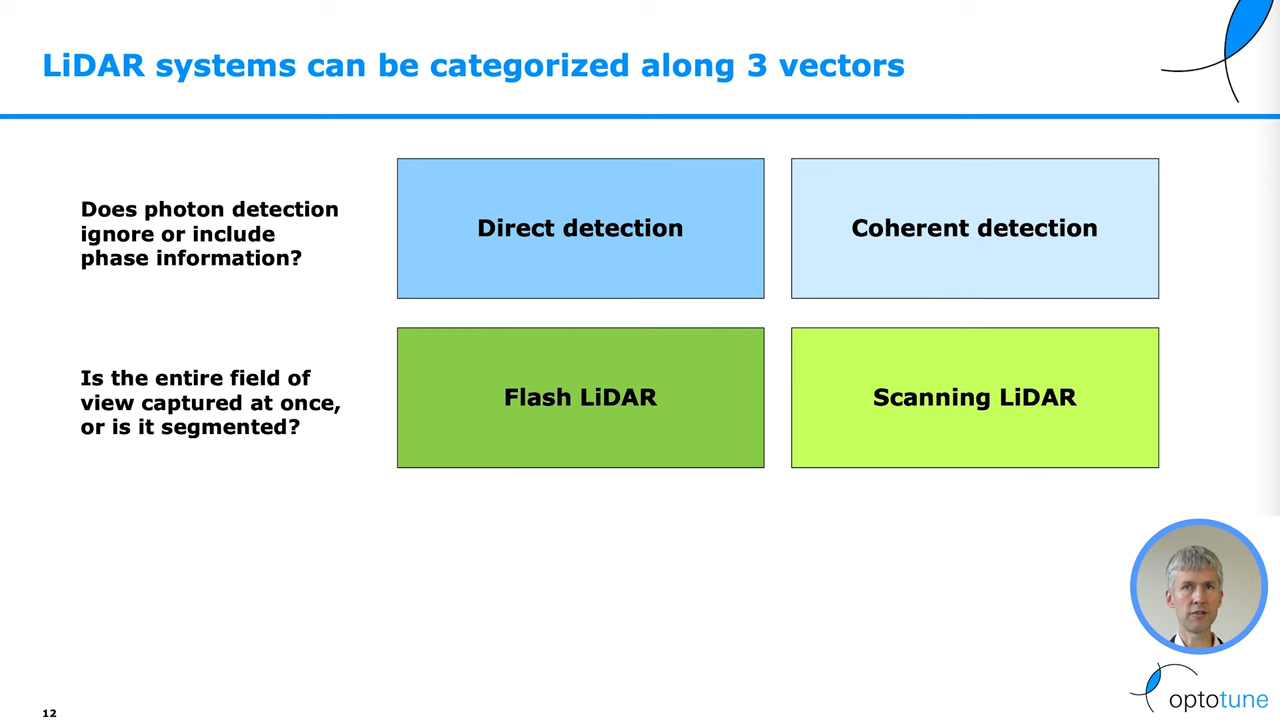 LiDAR systems can be categorized along 3 vectors
Does photon detection
ignore or include
phase information?
Direct detection
Coherent detection
Is the entire field of
view captured at once,
or is it segmented?
Flash LiDAR
Scanning LiDAR
12
optotune